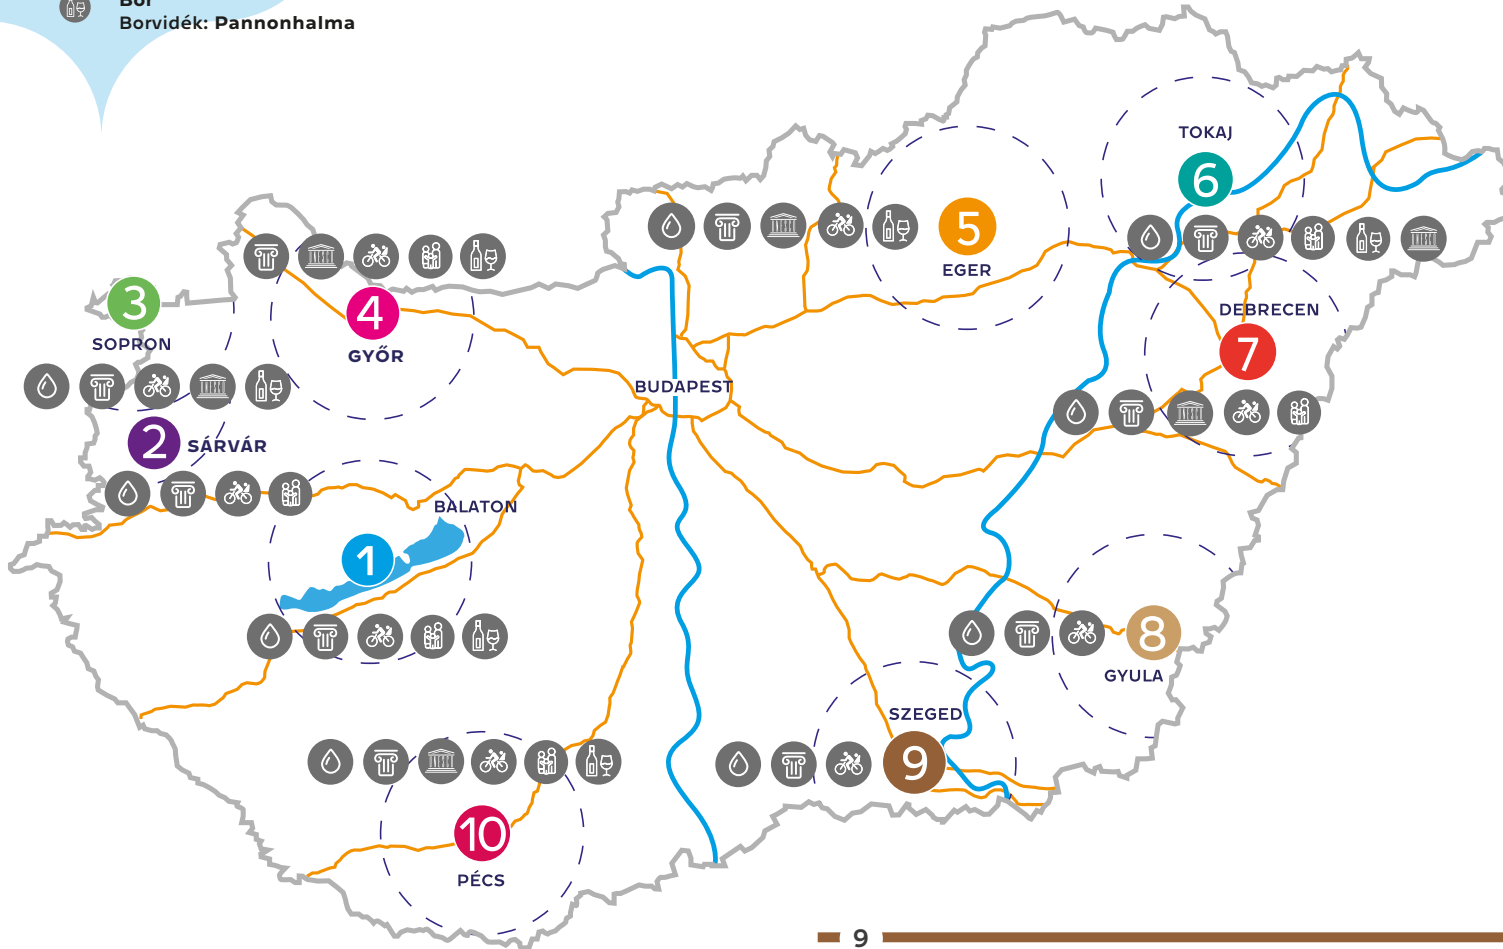 Bor
Borvidék: Pannonhalma
TOKAJ
6
5
EGER
3
SOPRON
4
GYŐR
DEBRECEN
7
BUDAPEST
2
SÁRVÁR
BALATON
1
8
GYULA
SZEGED
9
10
PÉCS
9